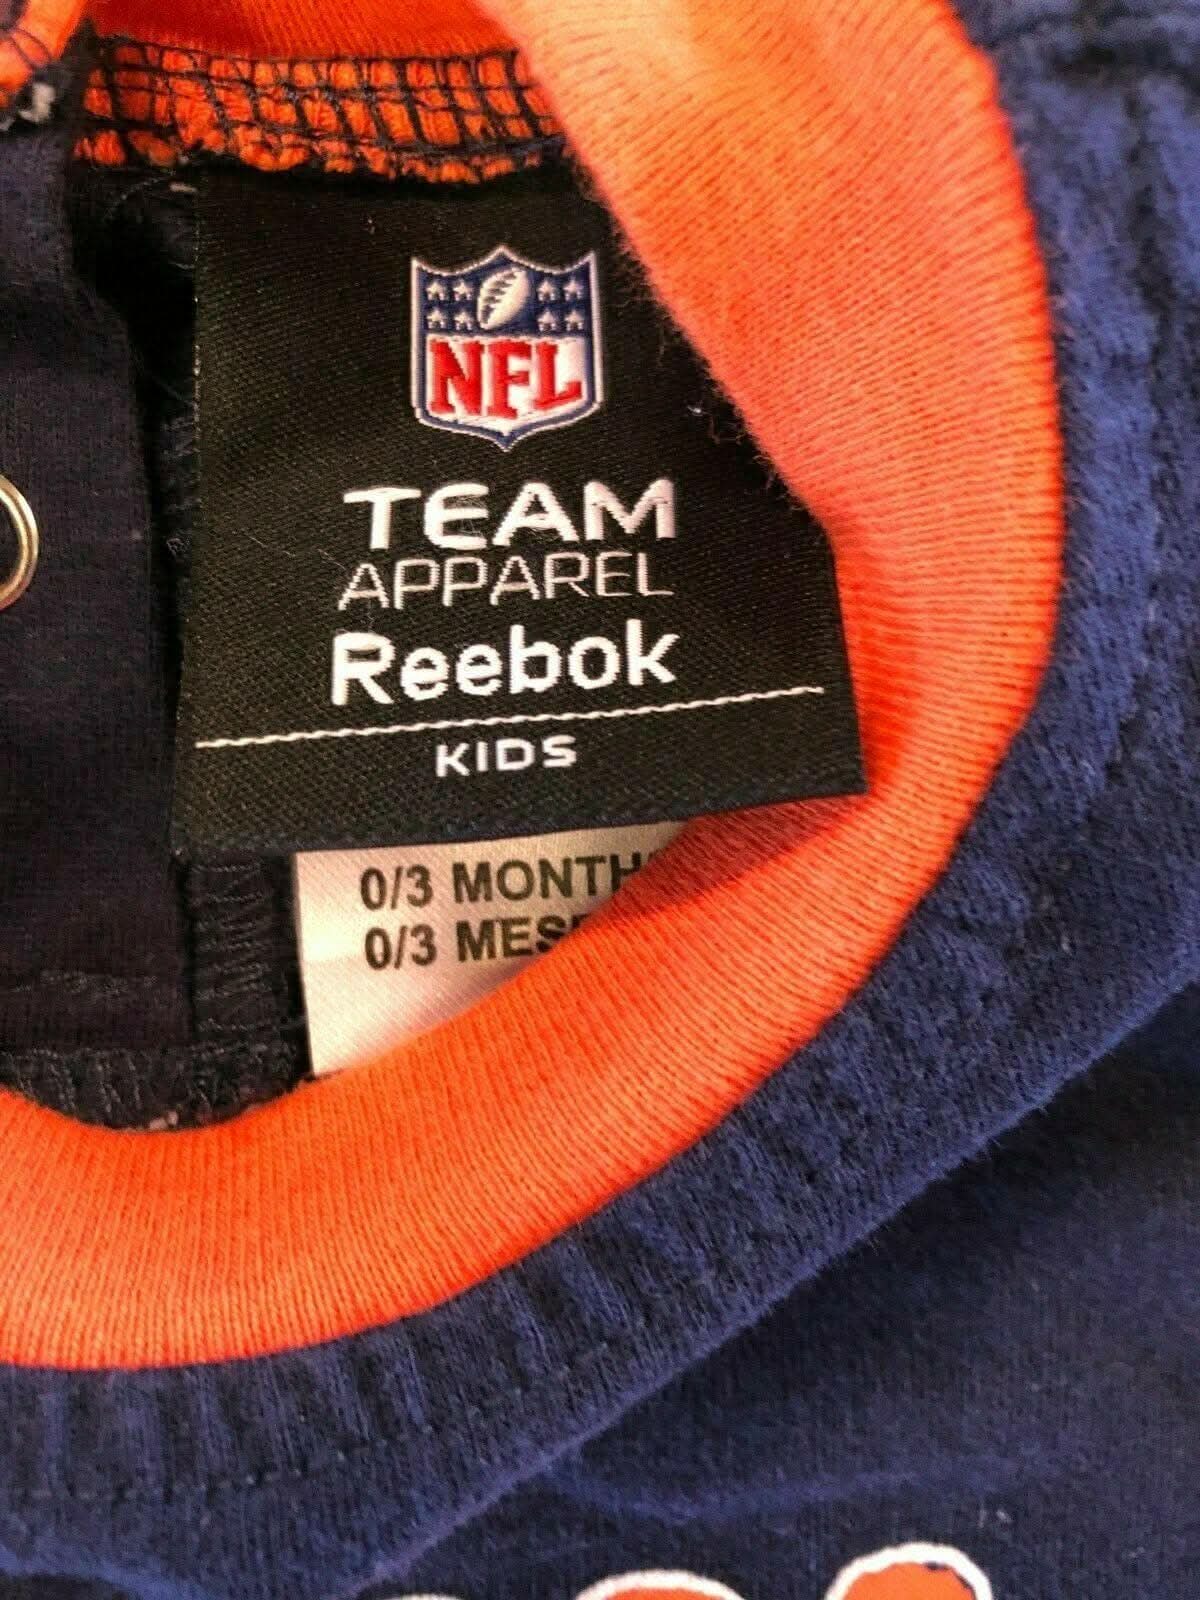 NFL
TEAM
APPAREL
Reebok
KIDS
0/3 MONTH
0/3 MES